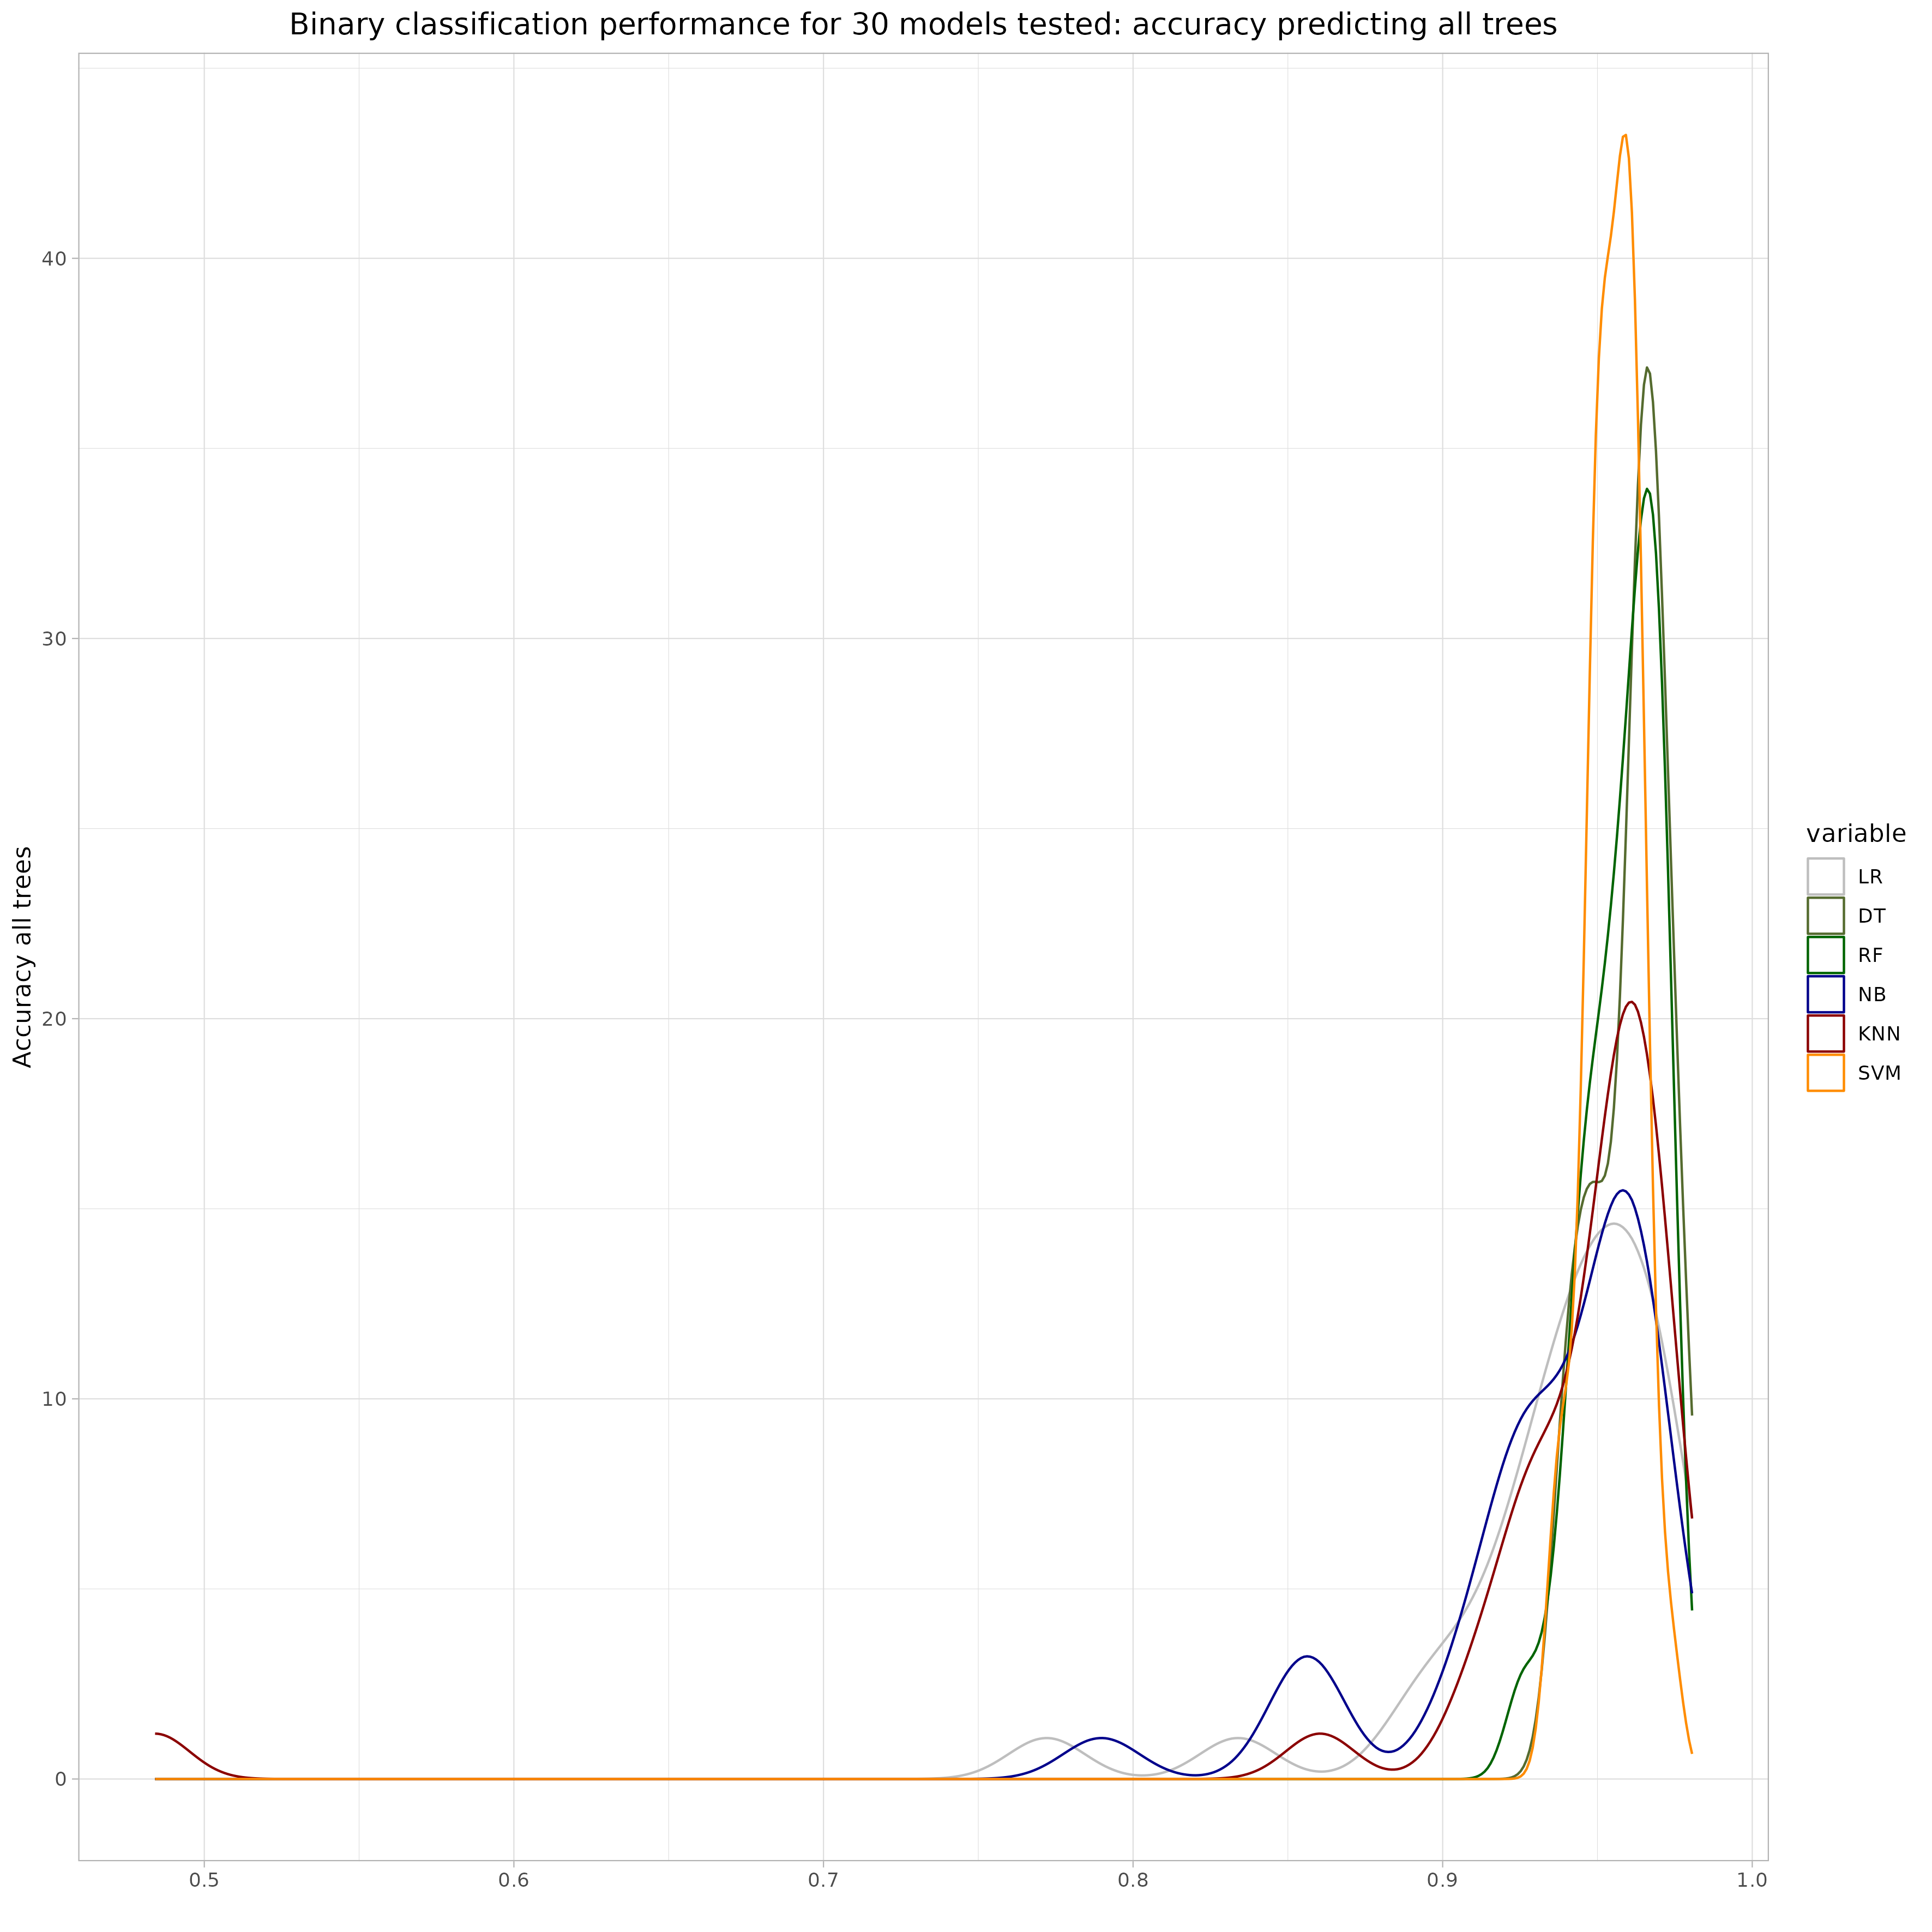 Binary classification performance for 30 models tested: accuracy predicting all trees
Accuracy all trees
40
30
20
10
0
0.5
0.6
0.7
0.8
0.9
1.0
variable
LR
DT
RF
NB
KNN
SVM